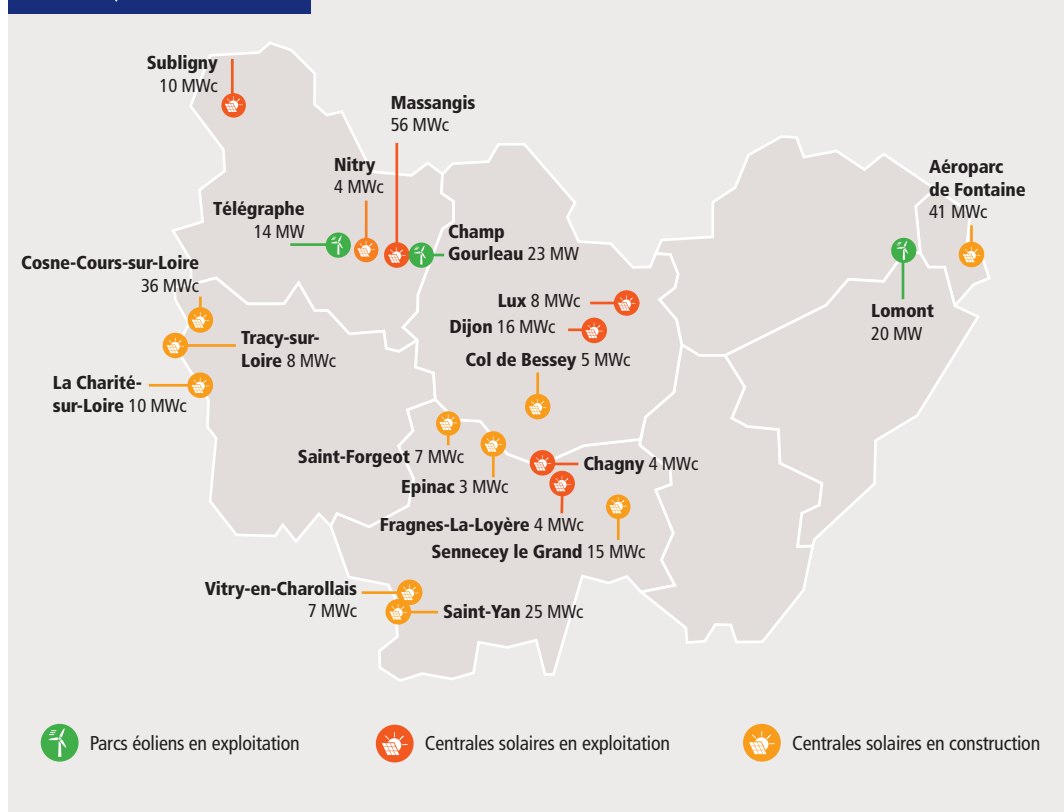 Subligny
10 MWc
Massangis
56 MWc
Nitry
4 MWc
Télégraphe
14 MW
Champ
Gourleau 23 MW
Aéroparc
de Fontaine
41 MWc
Cosne-Cours-sur-Loire
36 MWc
Lux 8 MWc
Dijon 16 MWc
Lomont
20 MW
Tracy-sur-
Loire 8 MWc
Col de Bessey 5 MWc
La Charité-
sur-Loire 10 MWc
Saint-Forgeot 7 MWc
Chagny 4 MWc
Epinac 3 MWc
Fragnes-La-Loyère 4 MWc
Sennecey le Grand 15 MWc
Vitry-en-Charollais
7 MWc
Saint-Yan 25 MWc
Parcs éoliens en exploitation
Centrales solaires en exploitation
Centrales solaires en construction